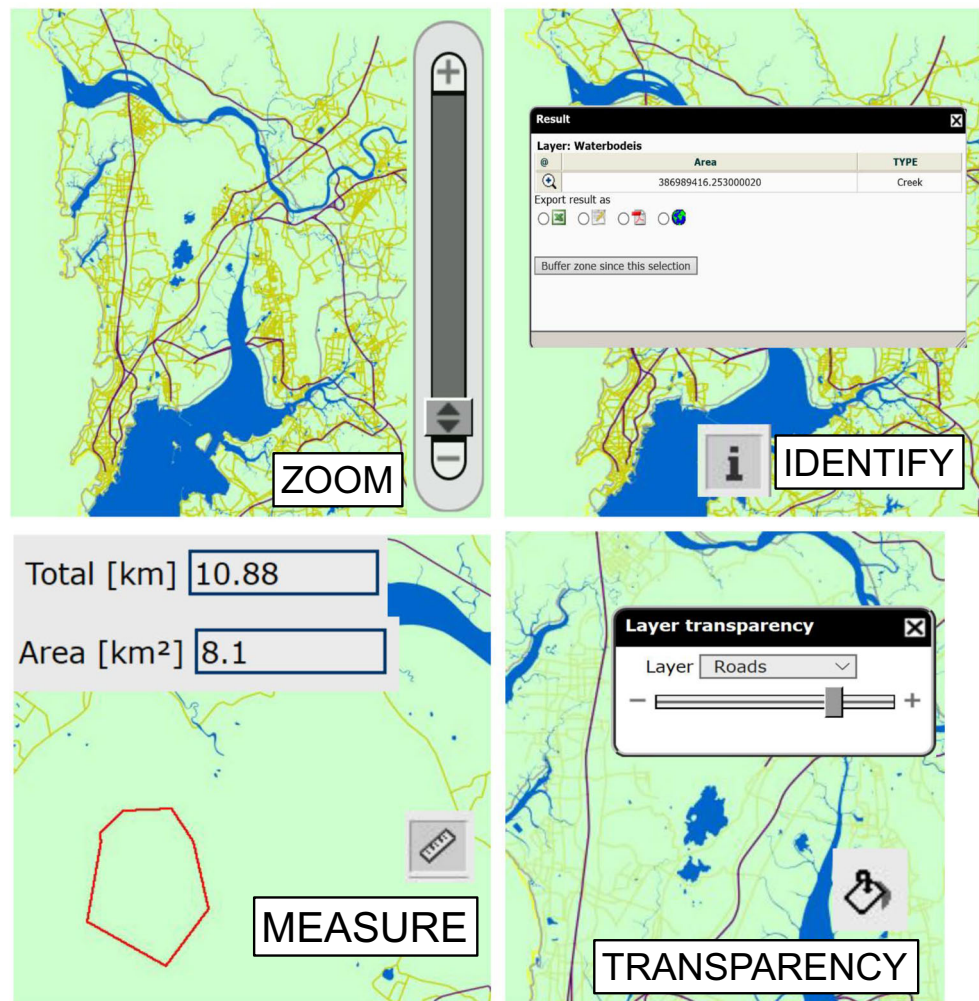 +
−
ZOOM
Result
Layer: Waterbodeis
@ Area TYPE
386989416.253000020 Creek
Export result as
Buffer zone since this selection
i
IDENTIFY
Total [km] 10.88
Area [km²] 8.1
MEASURE
Layer transparency
Layer Roads
− +
TRANSPARENCY